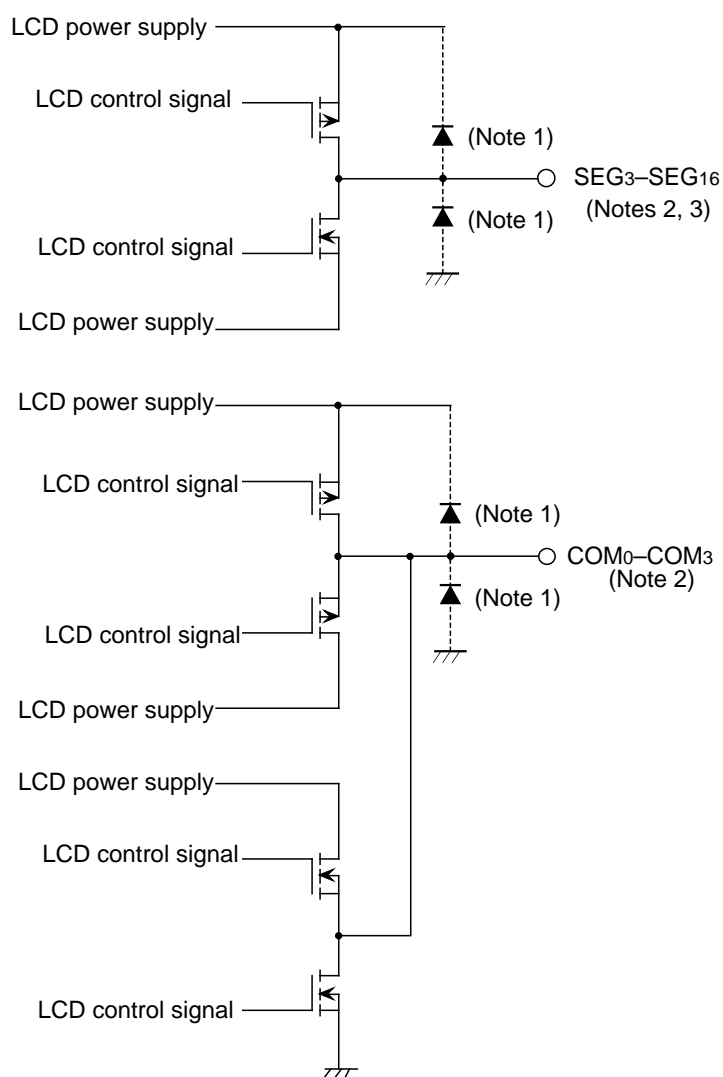 LCD power supply
LCD control signal
(Note 1)
SEG3–SEG16
(Notes 2, 3)
(Note 1)
LCD control signal
LCD power supply
LCD power supply
LCD control signal
(Note 1)
COM0–COM3
(Note 2)
(Note 1)
LCD control signal
LCD power supply
LCD power supply
LCD control signal
LCD control signal